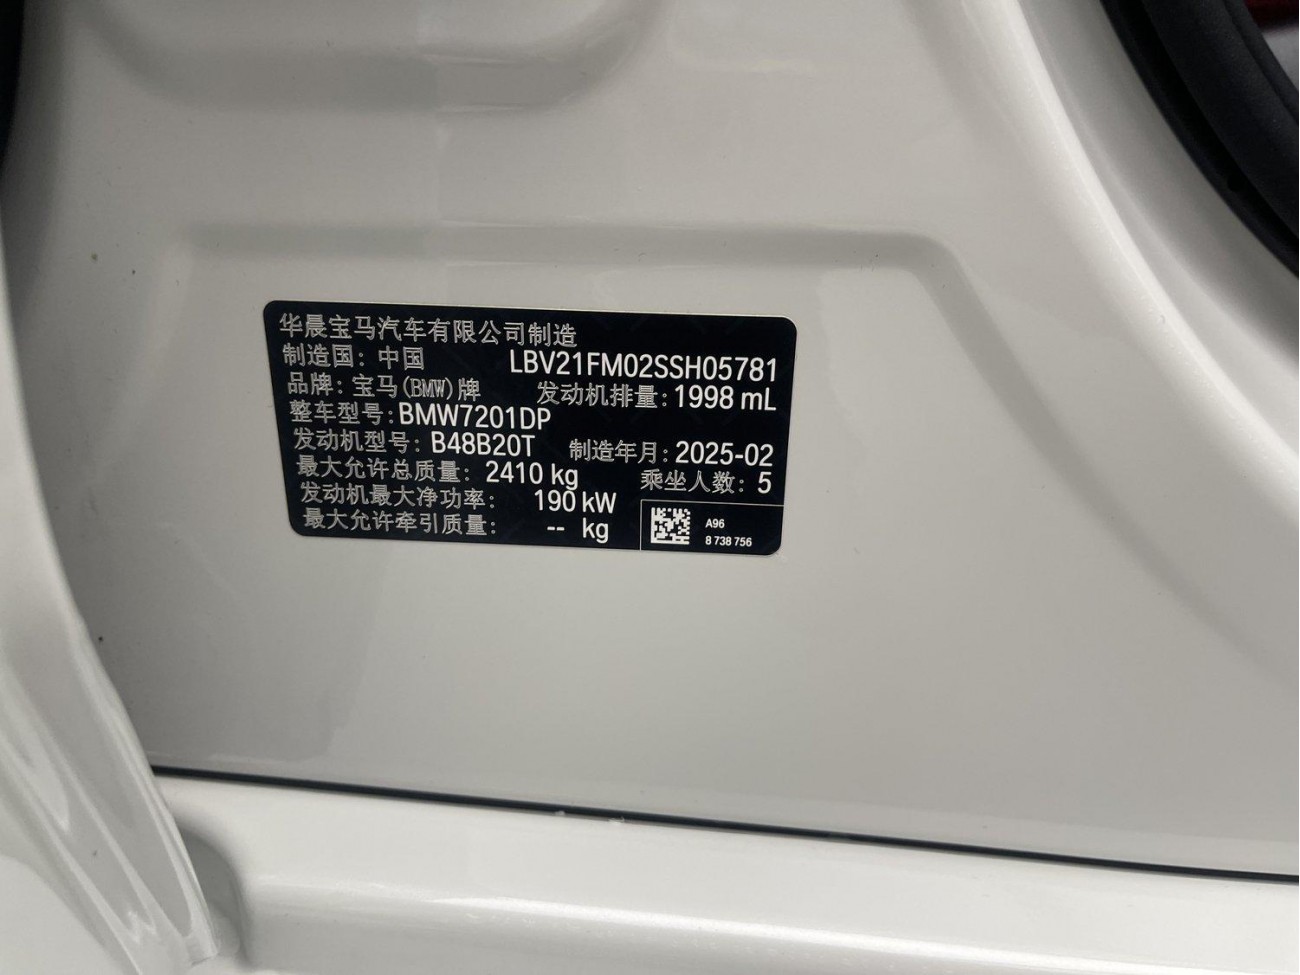 华晨宝马汽车有限公司制造
制造国：中国 LBV21FM02SSH05781
品牌：宝马(BMW)牌 发动机排量：1998 mL
整车型号：BMW7201DP
发动机型号：B48B20T 制造年月：2025-02
最大允许总质量：2410 kg 乘坐人数：5
发动机最大净功率：190 kW
最大允许牵引质量：-- kg
A96
8 738 756